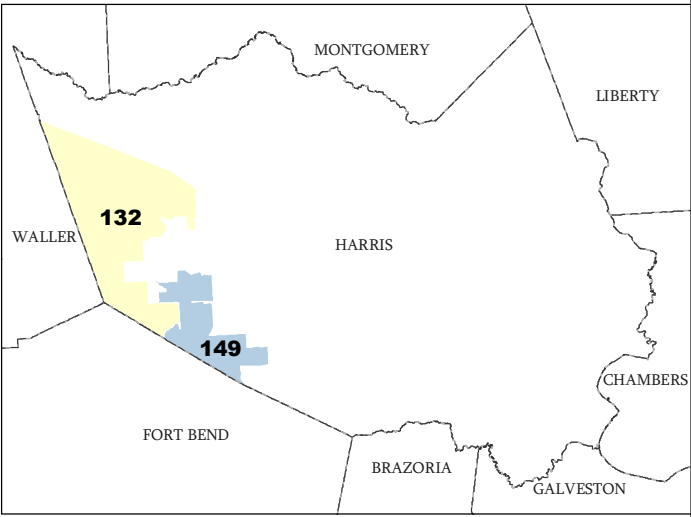 MONTGOMERY
LIBERTY
132
WALLER
HARRIS
149
CHAMBERS
FORT BEND
BRAZORIA
GALVESTON